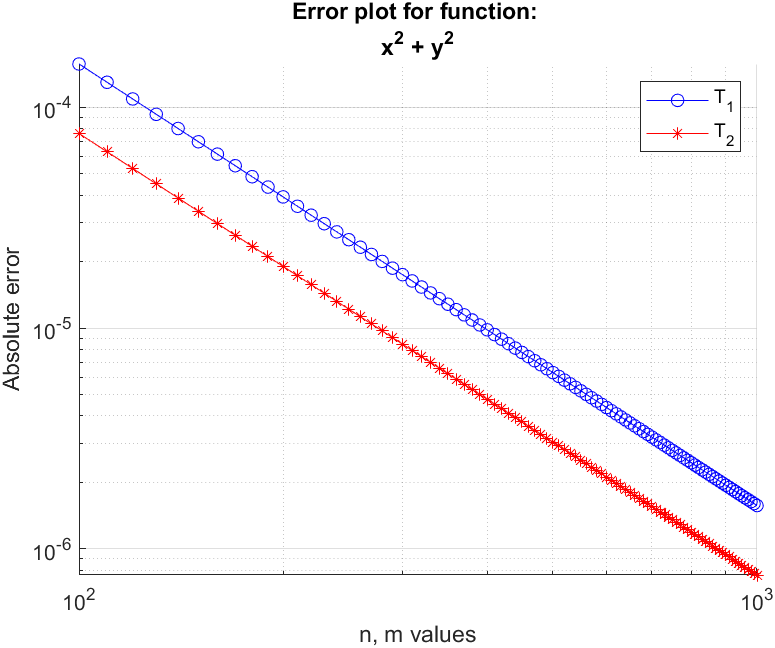 Error plot for function:
x² + y²
T₁
T₂
10⁻⁴
10⁻⁵
10⁻⁶
Absolute error
10²
10³
n, m values